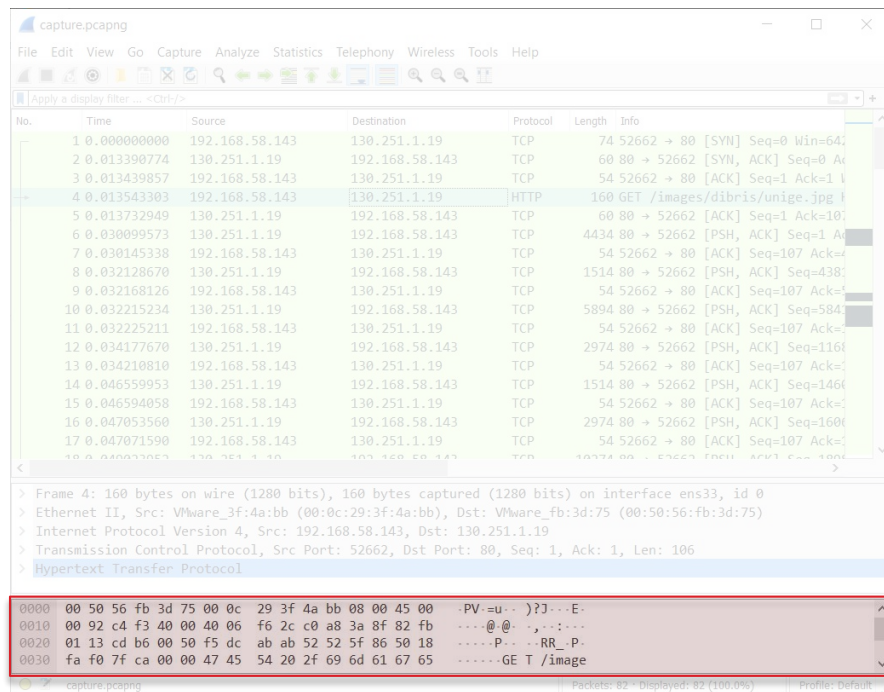 capture.pcapng
File Edit View Go Capture Analyze Statistics Telephony Wireless Tools Help
Apply a display filter ... <Ctrl-/>
No. Time Source Destination Protocol Length Info
1 0.000000000 192.168.58.143 130.251.1.19 TCP 74 52662 → 80 [SYN] Seq=0 Win=642
2 0.013390774 130.251.1.19 192.168.58.143 TCP 60 80 → 52662 [SYN, ACK] Seq=0 A
3 0.013439857 192.168.58.143 130.251.1.19 TCP 54 52662 → 80 [ACK] Seq=1 Ack=1
4 0.013543303 192.168.58.143 130.251.1.19 HTTP 160 GET /images/dibris/unige.jpg
5 0.013732949 130.251.1.19 192.168.58.143 TCP 60 80 → 52662 [ACK] Seq=1 Ack=107
6 0.030099573 130.251.1.19 192.168.58.143 TCP 4434 80 → 52662 [PSH, ACK] Seq=1
7 0.030145338 192.168.58.143 130.251.1.19 TCP 54 52662 → 80 [ACK] Seq=107 Ack=4
8 0.032128670 130.251.1.19 192.168.58.143 TCP 1514 80 → 52662 [PSH, ACK] Seq=4381
9 0.032168126 192.168.58.143 130.251.1.19 TCP 54 52662 → 80 [ACK] Seq=107 Ack=
10 0.032215234 130.251.1.19 192.168.58.143 TCP 5894 80 → 52662 [PSH, ACK] Seq=584
11 0.032225211 192.168.58.143 130.251.1.19 TCP 54 52662 → 80 [ACK] Seq=107 Ack=
12 0.034177670 130.251.1.19 192.168.58.143 TCP 2974 80 → 52662 [PSH, ACK] Seq=1168
13 0.034210810 192.168.58.143 130.251.1.19 TCP 54 52662 → 80 [ACK] Seq=107 Ack=1
14 0.046559953 130.251.1.19 192.168.58.143 TCP 1514 80 → 52662 [PSH, ACK] Seq=1460
15 0.046594058 192.168.58.143 130.251.1.19 TCP 54 52662 → 80 [ACK] Seq=107 Ack=1
16 0.047053560 130.251.1.19 192.168.58.143 TCP 2974 80 → 52662 [PSH, ACK] Seq=1606
17 0.047071590 192.168.58.143 130.251.1.19 TCP 54 52662 → 80 [ACK] Seq=107 Ack=1
> Frame 4: 160 bytes on wire (1280 bits), 160 bytes captured (1280 bits) on interface ens33, id 0
> Ethernet II, Src: VMware_3f:4a:bb (00:0c:29:3f:4a:bb), Dst: VMware_fb:3d:75 (00:50:56:fb:3d:75)
> Internet Protocol Version 4, Src: 192.168.58.143, Dst: 130.251.1.19
> Transmission Control Protocol, Src Port: 52662, Dst Port: 80, Seq: 1, Ack: 1, Len: 106
> Hypertext Transfer Protocol
0000 00 50 56 fb 3d 75 00 0c 29 3f 4a bb 08 00 45 00 ·PV·=u·· )?J···E·
0010 00 92 c4 f3 40 00 40 06 f6 2c c0 a8 3a 8f 82 fb ····@·@· ·,··:···
0020 01 13 cd b6 00 50 f5 dc ab ab 52 52 5f 86 50 18 ·····P·· ··RR_·P·
0030 fa f0 7f ca 00 00 47 45 54 20 2f 69 6d 61 67 65 ······GE T /image
capture.pcapng Packets: 82 · Displayed: 82 (100.0%) Profile: Default